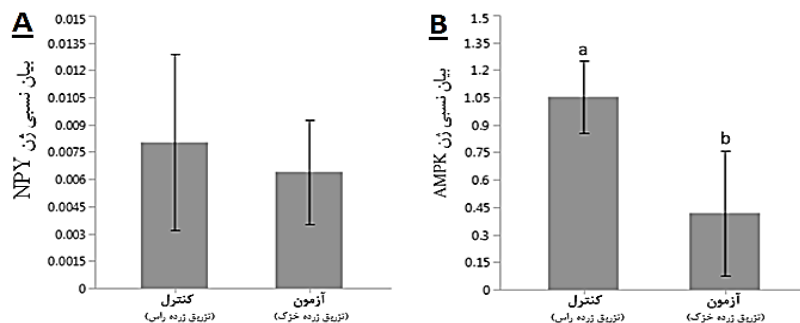 A
بیان نسبی ژن NPY
0.015
0.0135
0.012
0.0105
0.009
0.0075
0.006
0.0045
0.003
0.0015
0
کنترل
(تزریق زرده راس)
آزمون
(تزریق زرده خزک)
B
بیان نسبی ژن AMPK
1.5
1.35
1.2
1.05
0.9
0.75
0.6
0.45
0.3
0.15
0
a
b
کنترل
(تزریق زرده راس)
آزمون
(تزریق زرده خزک)